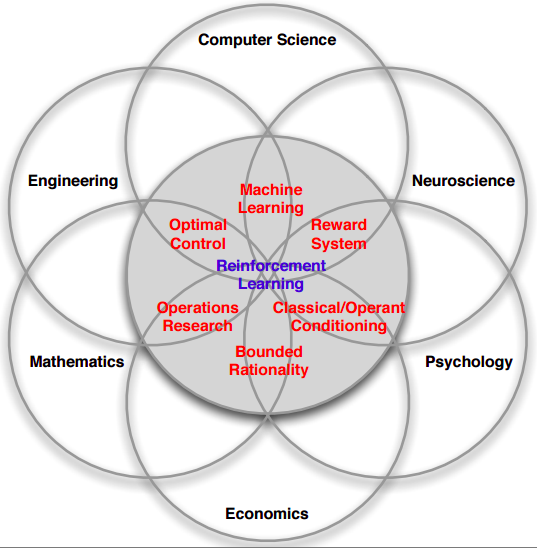 Computer Science
Engineering
Neuroscience
Machine
Learning
Optimal
Control
Reward
System
Reinforcement
Learning
Operations
Research
Classical/Operant
Conditioning
Bounded
Rationality
Mathematics
Psychology
Economics